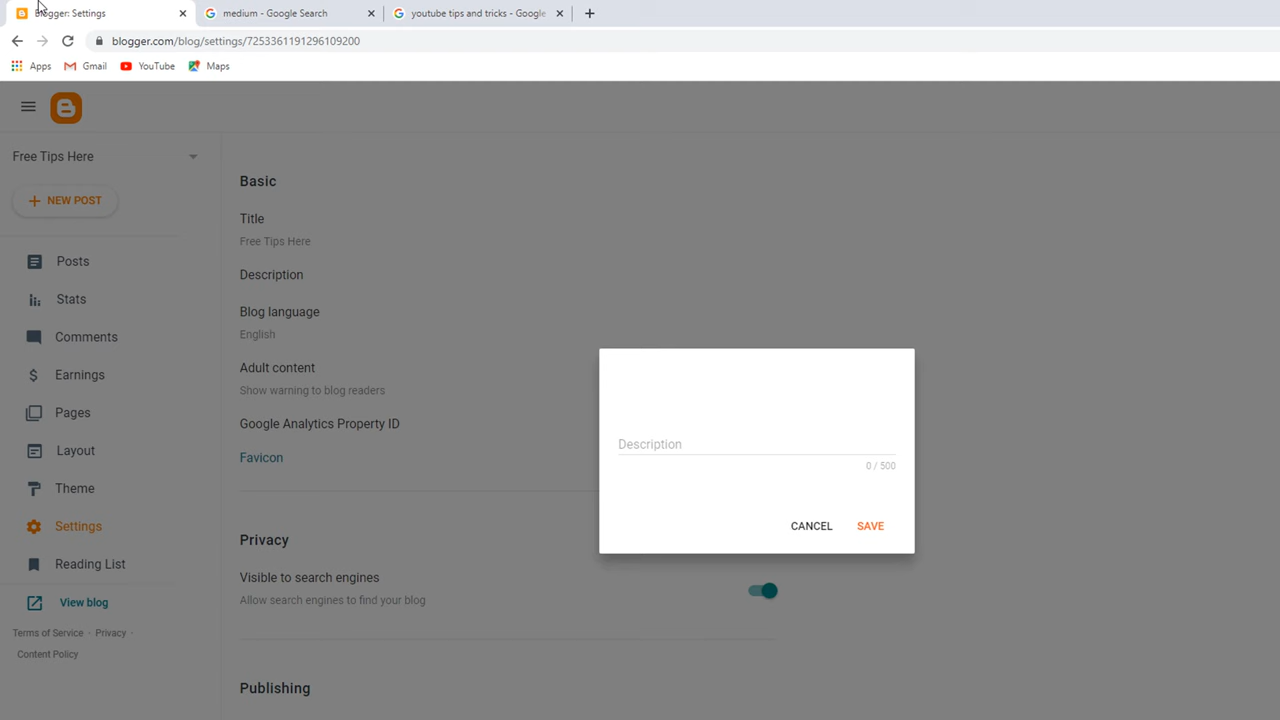 Blogger: Settings
medium - Google Search
youtube tips and tricks - Google
blogger.com/blog/settings/7253361191296109200
Apps
Gmail
YouTube
Maps
Free Tips Here
NEW POST
Posts
Stats
Comments
Earnings
Pages
Layout
Theme
Settings
Reading List
View blog
Terms of Service · Privacy ·
Content Policy
Basic
Title
Free Tips Here
Description
Blog language
English
Adult content
Show warning to blog readers
Google Analytics Property ID
Favicon
Privacy
Visible to search engines
Allow search engines to find your blog
Publishing
Description
0 / 500
CANCEL
SAVE